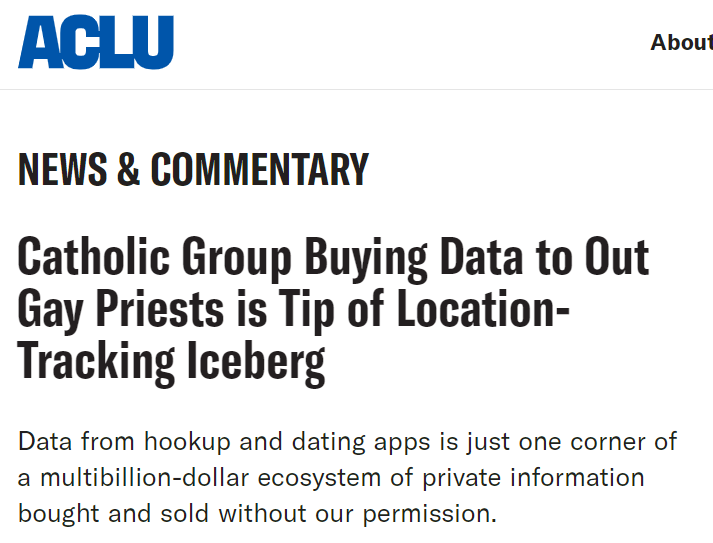 ACLU
About
NEWS & COMMENTARY
Catholic Group Buying Data to Out
Gay Priests is Tip of Location-
Tracking Iceberg
Data from hookup and dating apps is just one corner of
a multibillion-dollar ecosystem of private information
bought and sold without our permission.